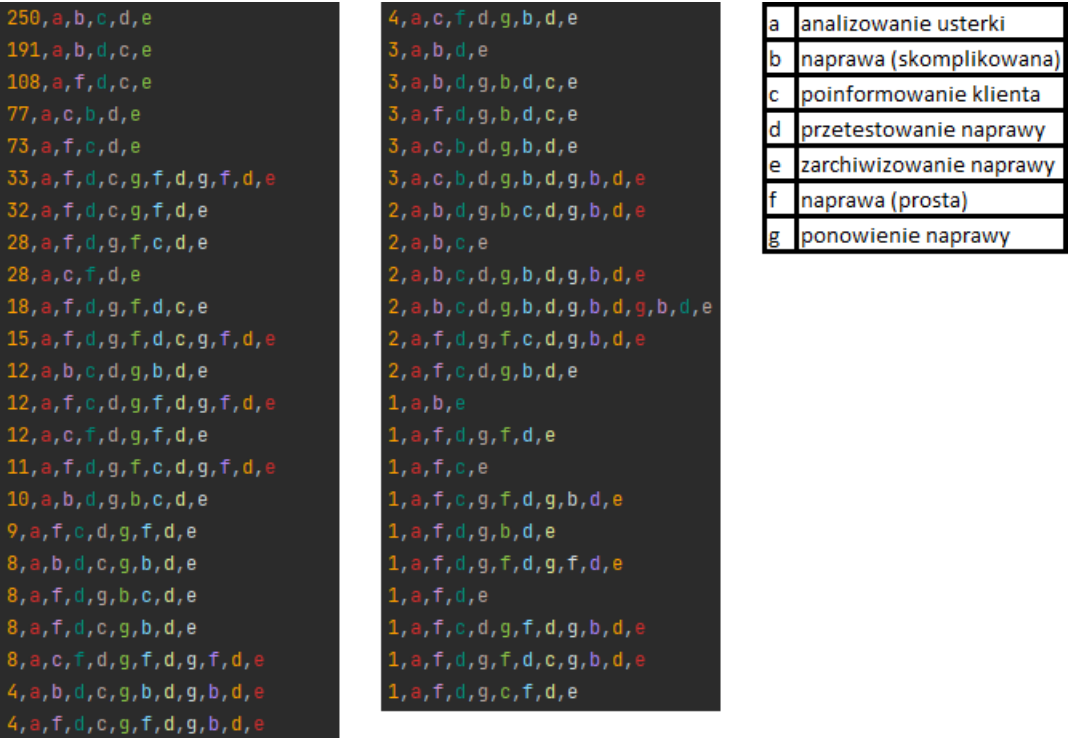 250,a,b,c,d,e
191,a,b,d,c,e
108,a,f,d,c,e
77,a,c,b,d,e
73,a,f,c,d,e
33,a,f,d,c,g,f,d,g,f,d,e
32,a,f,d,c,g,f,d,e
28,a,f,d,g,f,c,d,e
28,a,c,f,d,e
18,a,f,d,g,f,d,c,e
15,a,f,d,g,f,d,c,g,f,d,e
12,a,b,c,d,g,b,d,e
12,a,f,c,d,g,f,d,g,f,d,e
12,a,c,f,d,g,f,d,e
11,a,f,d,g,f,c,d,g,f,d,e
10,a,b,d,g,b,c,d,e
9,a,f,c,d,g,f,d,e
8,a,b,d,c,g,b,d,e
8,a,f,d,g,b,c,d,e
8,a,f,d,c,g,b,d,e
8,a,c,f,d,g,f,d,g,f,d,e
4,a,b,d,c,g,b,d,g,b,d,e
4,a,f,d,c,g,f,d,g,b,d,e
4,a,c,f,d,g,b,d,e
3,a,b,d,e
3,a,b,d,g,b,d,c,e
3,a,f,d,g,b,d,c,e
3,a,c,b,d,g,b,d,e
3,a,c,b,d,g,b,d,g,b,d,e
2,a,b,d,g,b,c,d,g,b,d,e
2,a,b,c,e
2,a,b,c,d,g,b,d,g,b,d,e
2,a,b,c,d,g,b,d,g,b,d,g,b,d,e
2,a,f,d,g,f,c,d,g,b,d,e
2,a,f,c,d,g,b,d,e
1,a,b,e
1,a,f,d,g,f,d,e
1,a,f,c,e
1,a,f,c,g,f,d,g,b,d,e
1,a,f,d,g,b,d,e
1,a,f,d,g,f,d,g,f,d,e
1,a,f,d,e
1,a,f,c,d,g,f,d,g,b,d,e
1,a,f,d,g,f,d,c,g,b,d,e
1,a,f,d,g,c,f,d,e
a analizowanie usterki
b naprawa (skomplikowana)
c poinformowanie klienta
d przetestowanie naprawy
e zarchiwizowanie naprawy
f naprawa (prosta)
g ponowienie naprawy